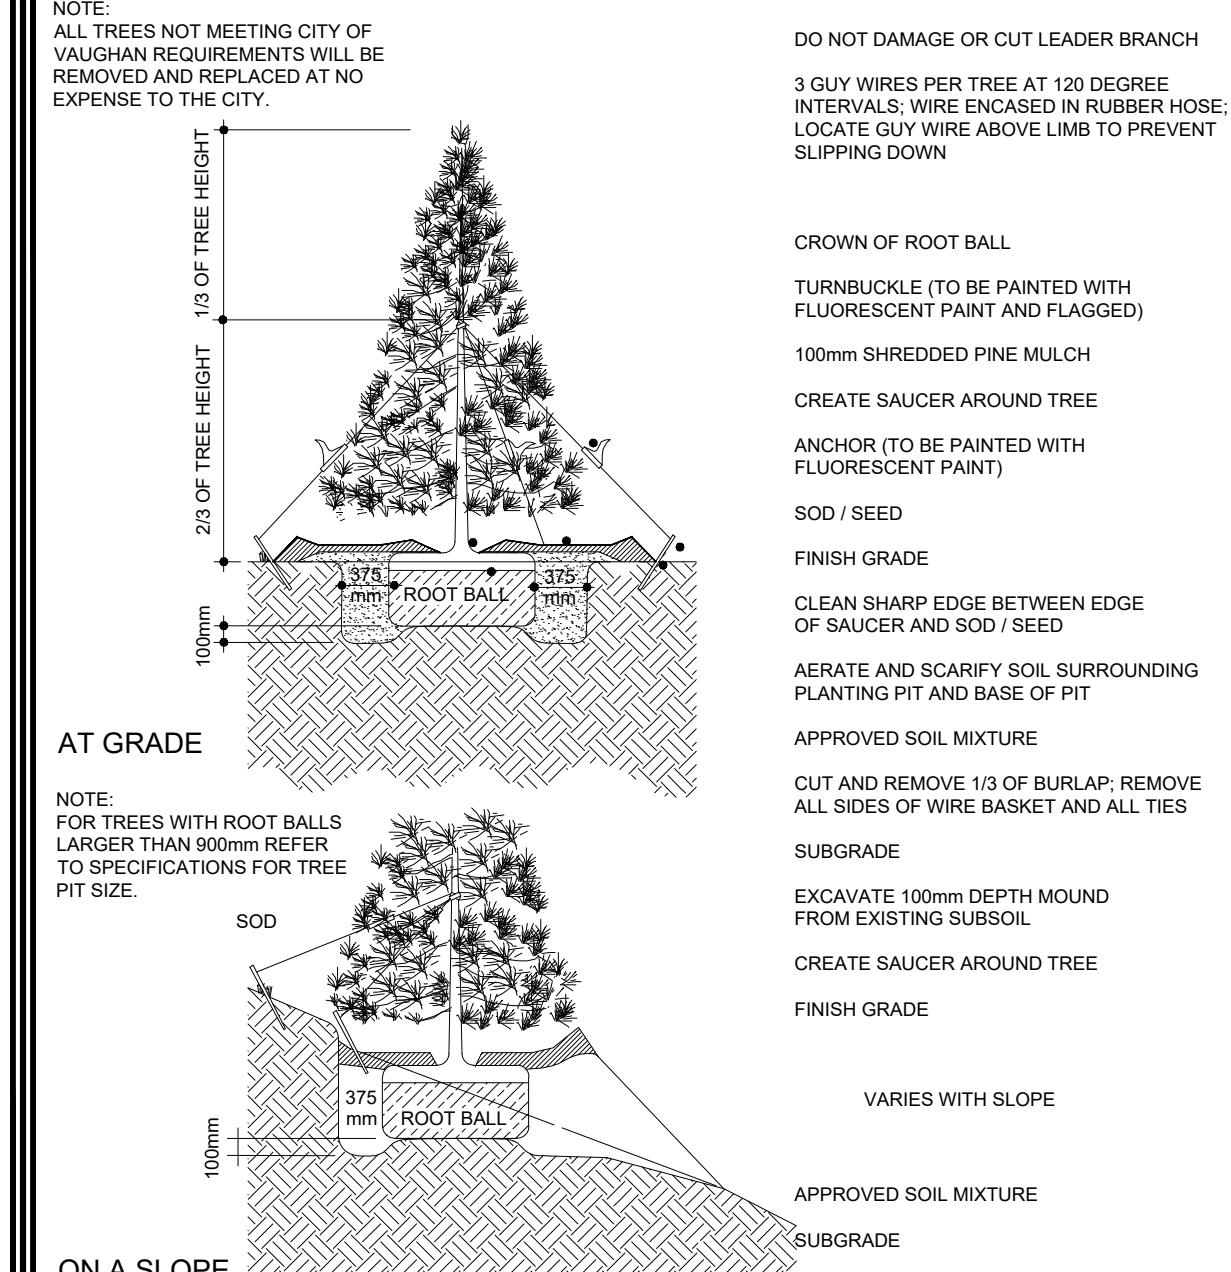 NOTE:
ALL TREES NOT MEETING CITY OF
VAUGHAN REQUIREMENTS WILL BE
REMOVED AND REPLACED AT NO
EXPENSE TO THE CITY.
1/3 OF TREE HEIGHT
2/3 OF TREE HEIGHT
100mm
375
mm
ROOT BALL
375
mm
AT GRADE
DO NOT DAMAGE OR CUT LEADER BRANCH
3 GUY WIRES PER TREE AT 120 DEGREE
INTERVALS; WIRE ENCASED IN RUBBER HOSE;
LOCATE GUY WIRE ABOVE LIMB TO PREVENT
SLIPPING DOWN
CROWN OF ROOT BALL
TURNBUCKLE (TO BE PAINTED WITH
FLUORESCENT PAINT AND FLAGGED)
100mm SHREDDED PINE MULCH
CREATE SAUCER AROUND TREE
ANCHOR (TO BE PAINTED WITH
FLUORESCENT PAINT)
SOD / SEED
FINISH GRADE
CLEAN SHARP EDGE BETWEEN EDGE
OF SAUCER AND SOD / SEED
AERATE AND SCARIFY SOIL SURROUNDING
PLANTING PIT AND BASE OF PIT
APPROVED SOIL MIXTURE
CUT AND REMOVE 1/3 OF BURLAP; REMOVE
ALL SIDES OF WIRE BASKET AND ALL TIES
SUBGRADE
EXCAVATE 100mm DEPTH MOUND
FROM EXISTING SUBSOIL
CREATE SAUCER AROUND TREE
FINISH GRADE
VARIES WITH SLOPE
APPROVED SOIL MIXTURE
SUBGRADE
NOTE:
FOR TREES WITH ROOT BALLS
LARGER THAN 900mm REFER
TO SPECIFICATIONS FOR TREE
PIT SIZE.
SOD
375
mm
ROOT BALL
100mm
ON A SLOPE